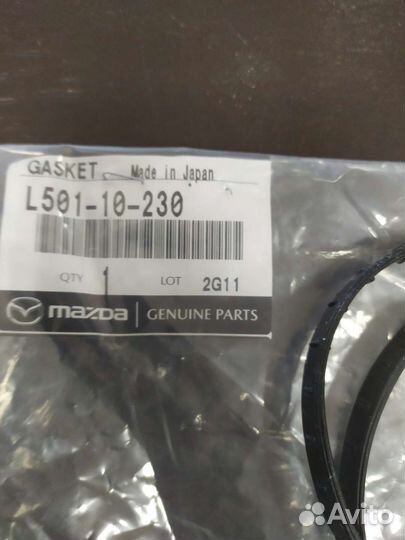 GASKET Made in Japan
L501-10-230
QTY 1 LOT 2G11
mazda GENUINE PARTS
Avito